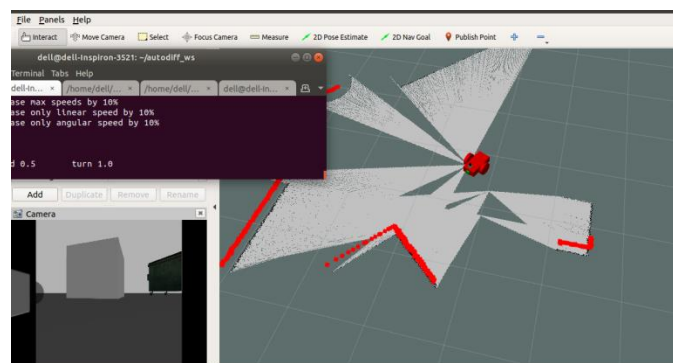 File Panels Help
Interact Move Camera Select Focus Camera Measure 2D Pose Estimate 2D Nav Goal Publish Point
dell@dell-Inspiron-3521: ~/autodiff_ws
Terminal Tabs Help
dell-in... × /home/dell/... × /home/dell/... × dell@dell-in... ×
ase max speeds by 10%
ase only linear speed by 10%
ase only angular speed by 10%
d 0.5 turn 1.0
Add Duplicate Remove Rename
Camera